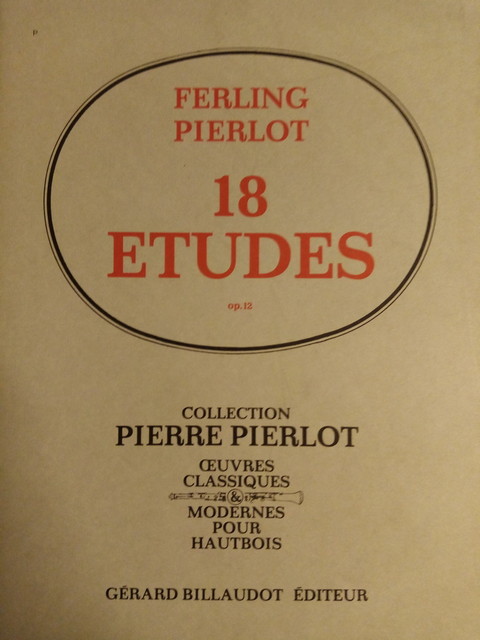 FERLING
PIERLOT
18
ETUDES
op. 12
COLLECTION
PIERRE PIERLOT
ŒUVRES
CLASSIQUES
&
MODERNES
POUR
HAUTBOIS
GÉRARD BILLAUDOT ÉDITEUR